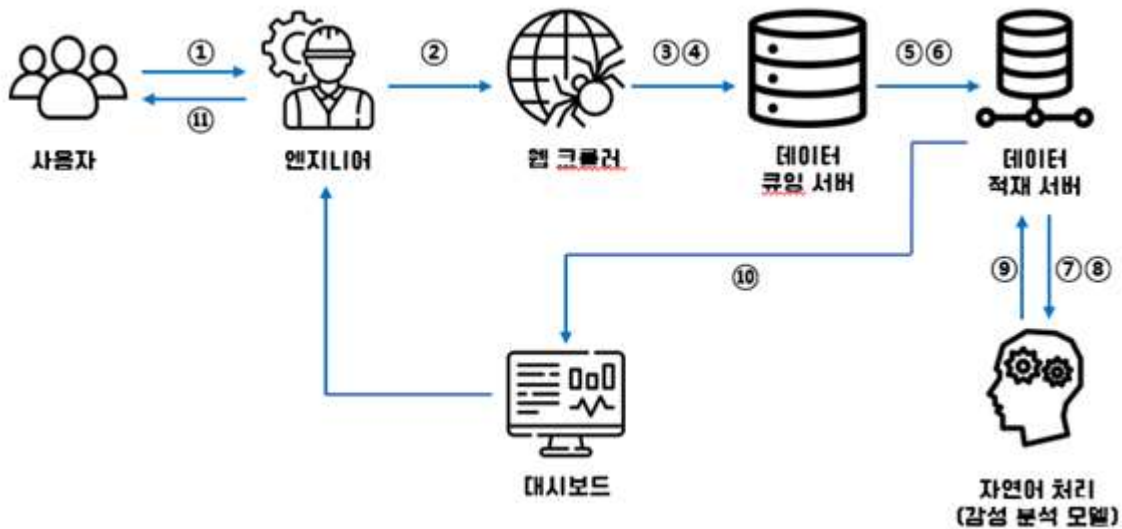 ①
②
③④
⑤⑥
⑪
사용자
엔지니어
웹 크롤러
데이터
큐잉 서버
데이터
적재 서버
⑩
⑨
⑦⑧
대시보드
자연어 처리
(감성 분석 모델)